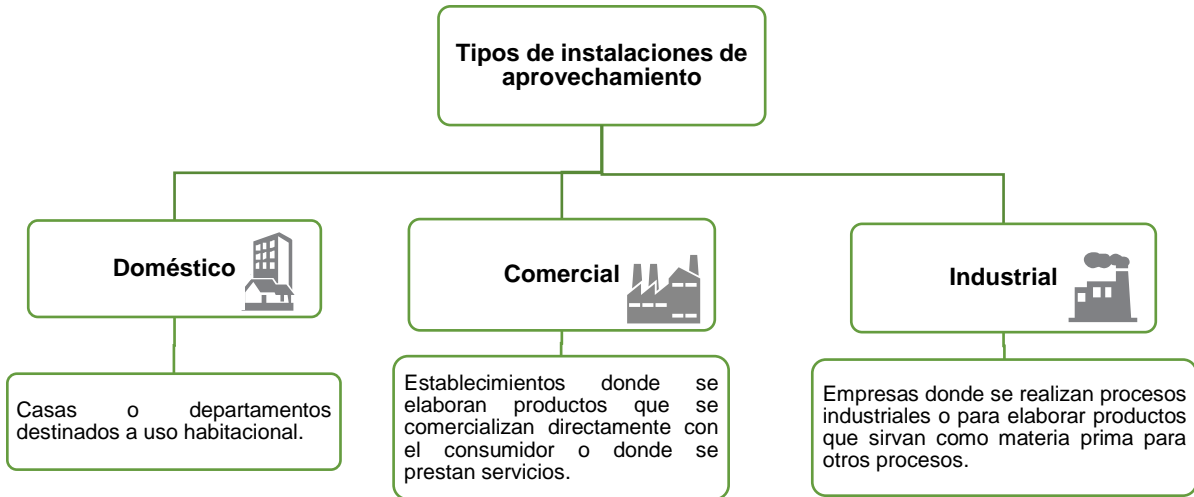 Tipos de instalaciones de
aprovechamiento
Doméstico
Comercial
Industrial
Casas o departamentos
destinados a uso habitacional.
Establecimientos donde se
elaboran productos que se
comercializan directamente con
el consumidor o donde se
prestan servicios.
Empresas donde se realizan procesos
industriales o para elaborar productos
que sirvan como materia prima para
otros procesos.